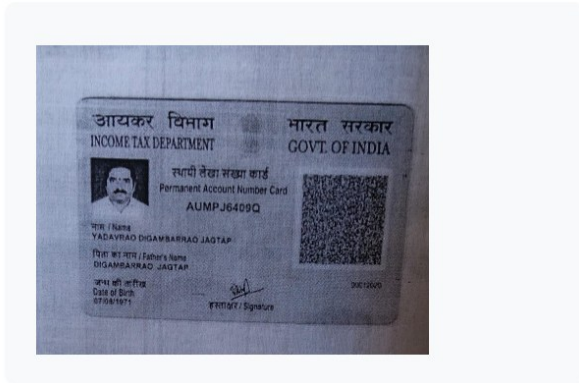 आयकर विभाग
भारत सरकार
INCOME TAX DEPARTMENT
GOVT. OF INDIA
स्थायी लेखा संख्या कार्ड
Permanent Account Number Card
AUMPJ6409Q
नाम / Name
YADAVRAO DIGAMBARRAO JAGTAP
पिता का नाम / Father's Name
DIGAMBARRAO JAGTAP
जन्म की तारीख
Date of Birth
07/08/1971
हस्ताक्षर / Signature